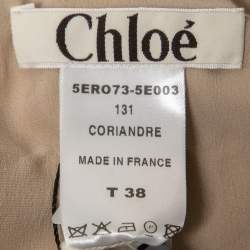 Chloé
5ERO73-5E003
131
CORIANDRE
MADE IN FRANCE
T 38